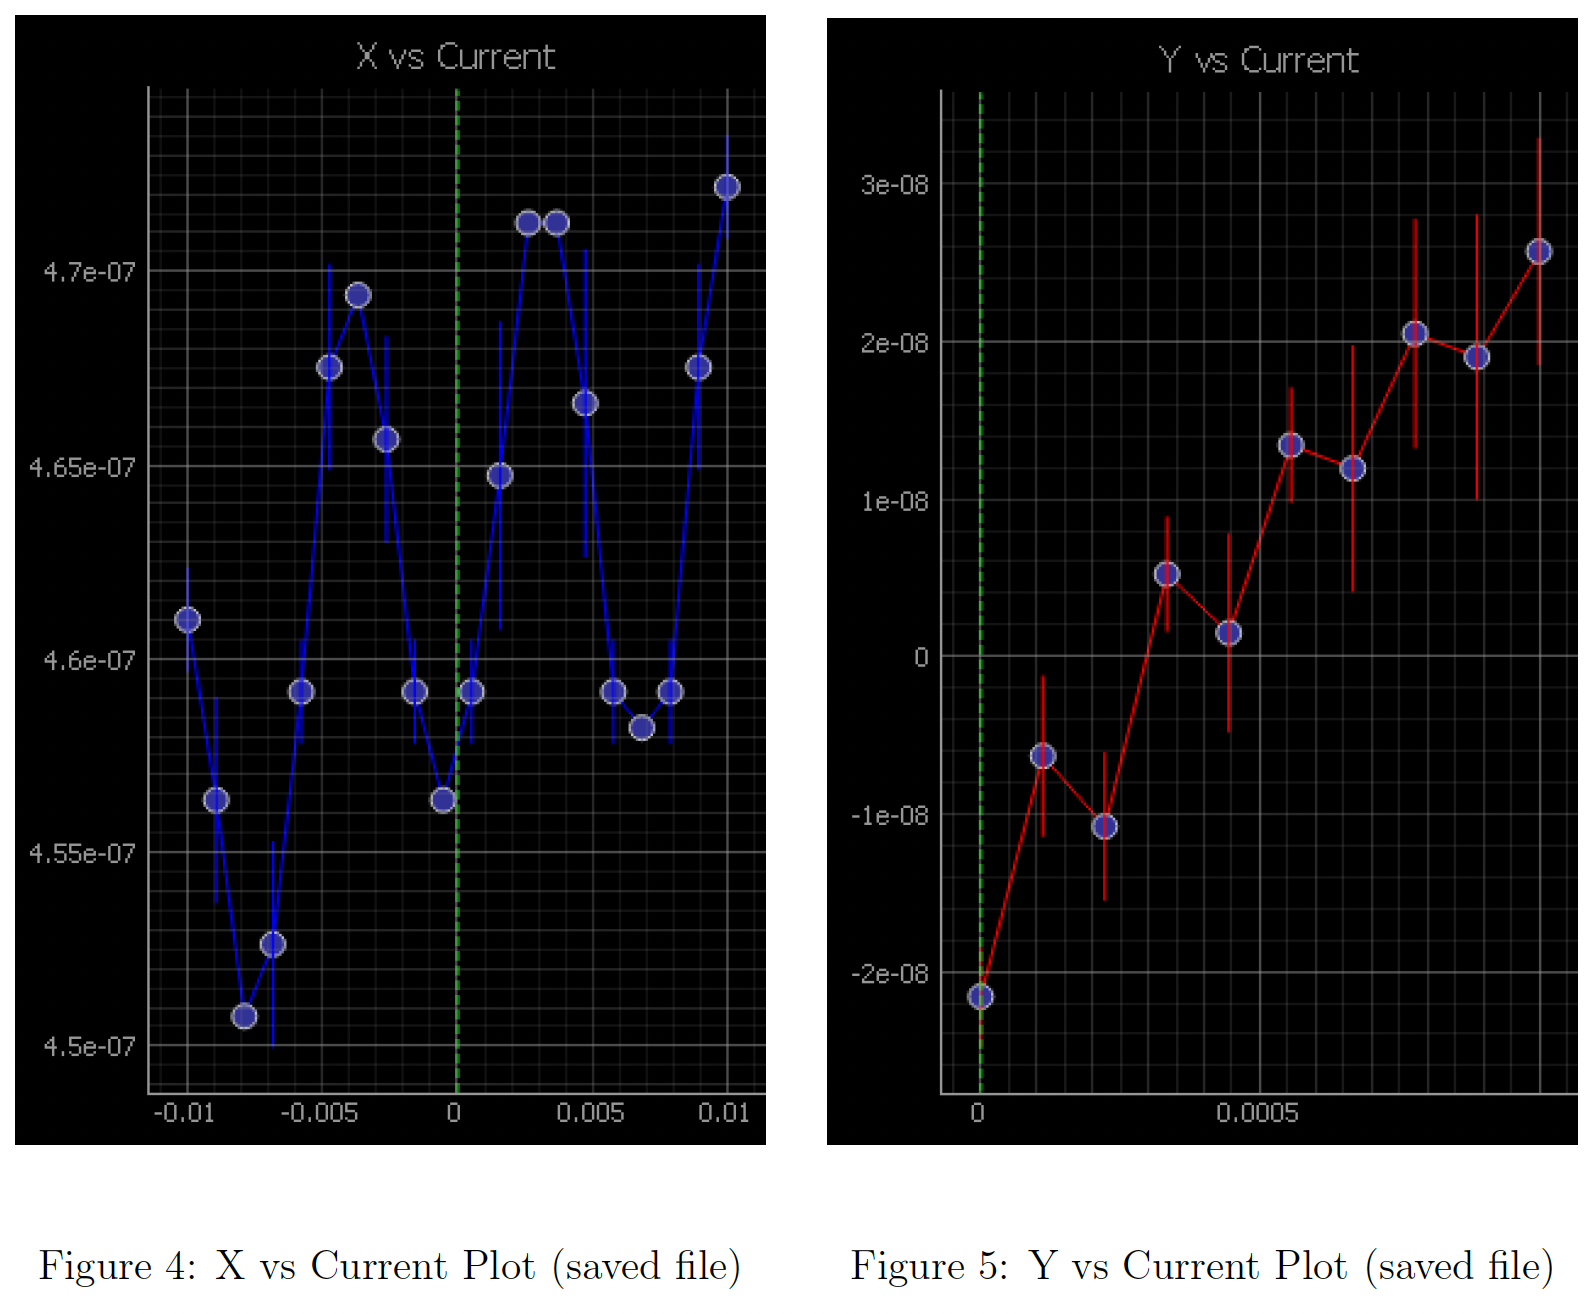 X vs Current
4.7e-07
4.65e-07
4.6e-07
4.55e-07
4.5e-07
-0.01 -0.005 0 0.005 0.01
Figure 4: X vs Current Plot (saved file)
Y vs Current
3e-08
2e-08
1e-08
0
-1e-08
-2e-08
0 0.0005
Figure 5: Y vs Current Plot (saved file)